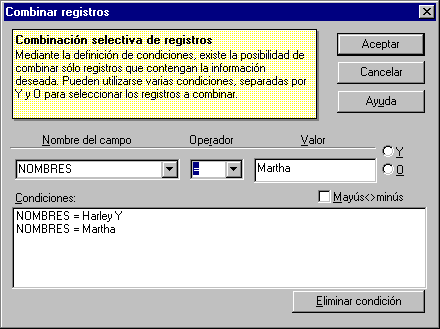 Combinar registros
Combinación selectiva de registros
Mediante la definición de condiciones, existe la posibilidad de
combinar sólo registros que contengan la información
deseada. Pueden utilizarse varias condiciones, separadas por
Y y O para seleccionar los registros a combinar.
Aceptar
Cancelar
Ayuda
Nombre del campo Operador Valor
NOMBRES = Martha
Y
O
Condiciones: Mayús<>minús
NOMBRES = Harley Y
NOMBRES = Martha
Eliminar condición